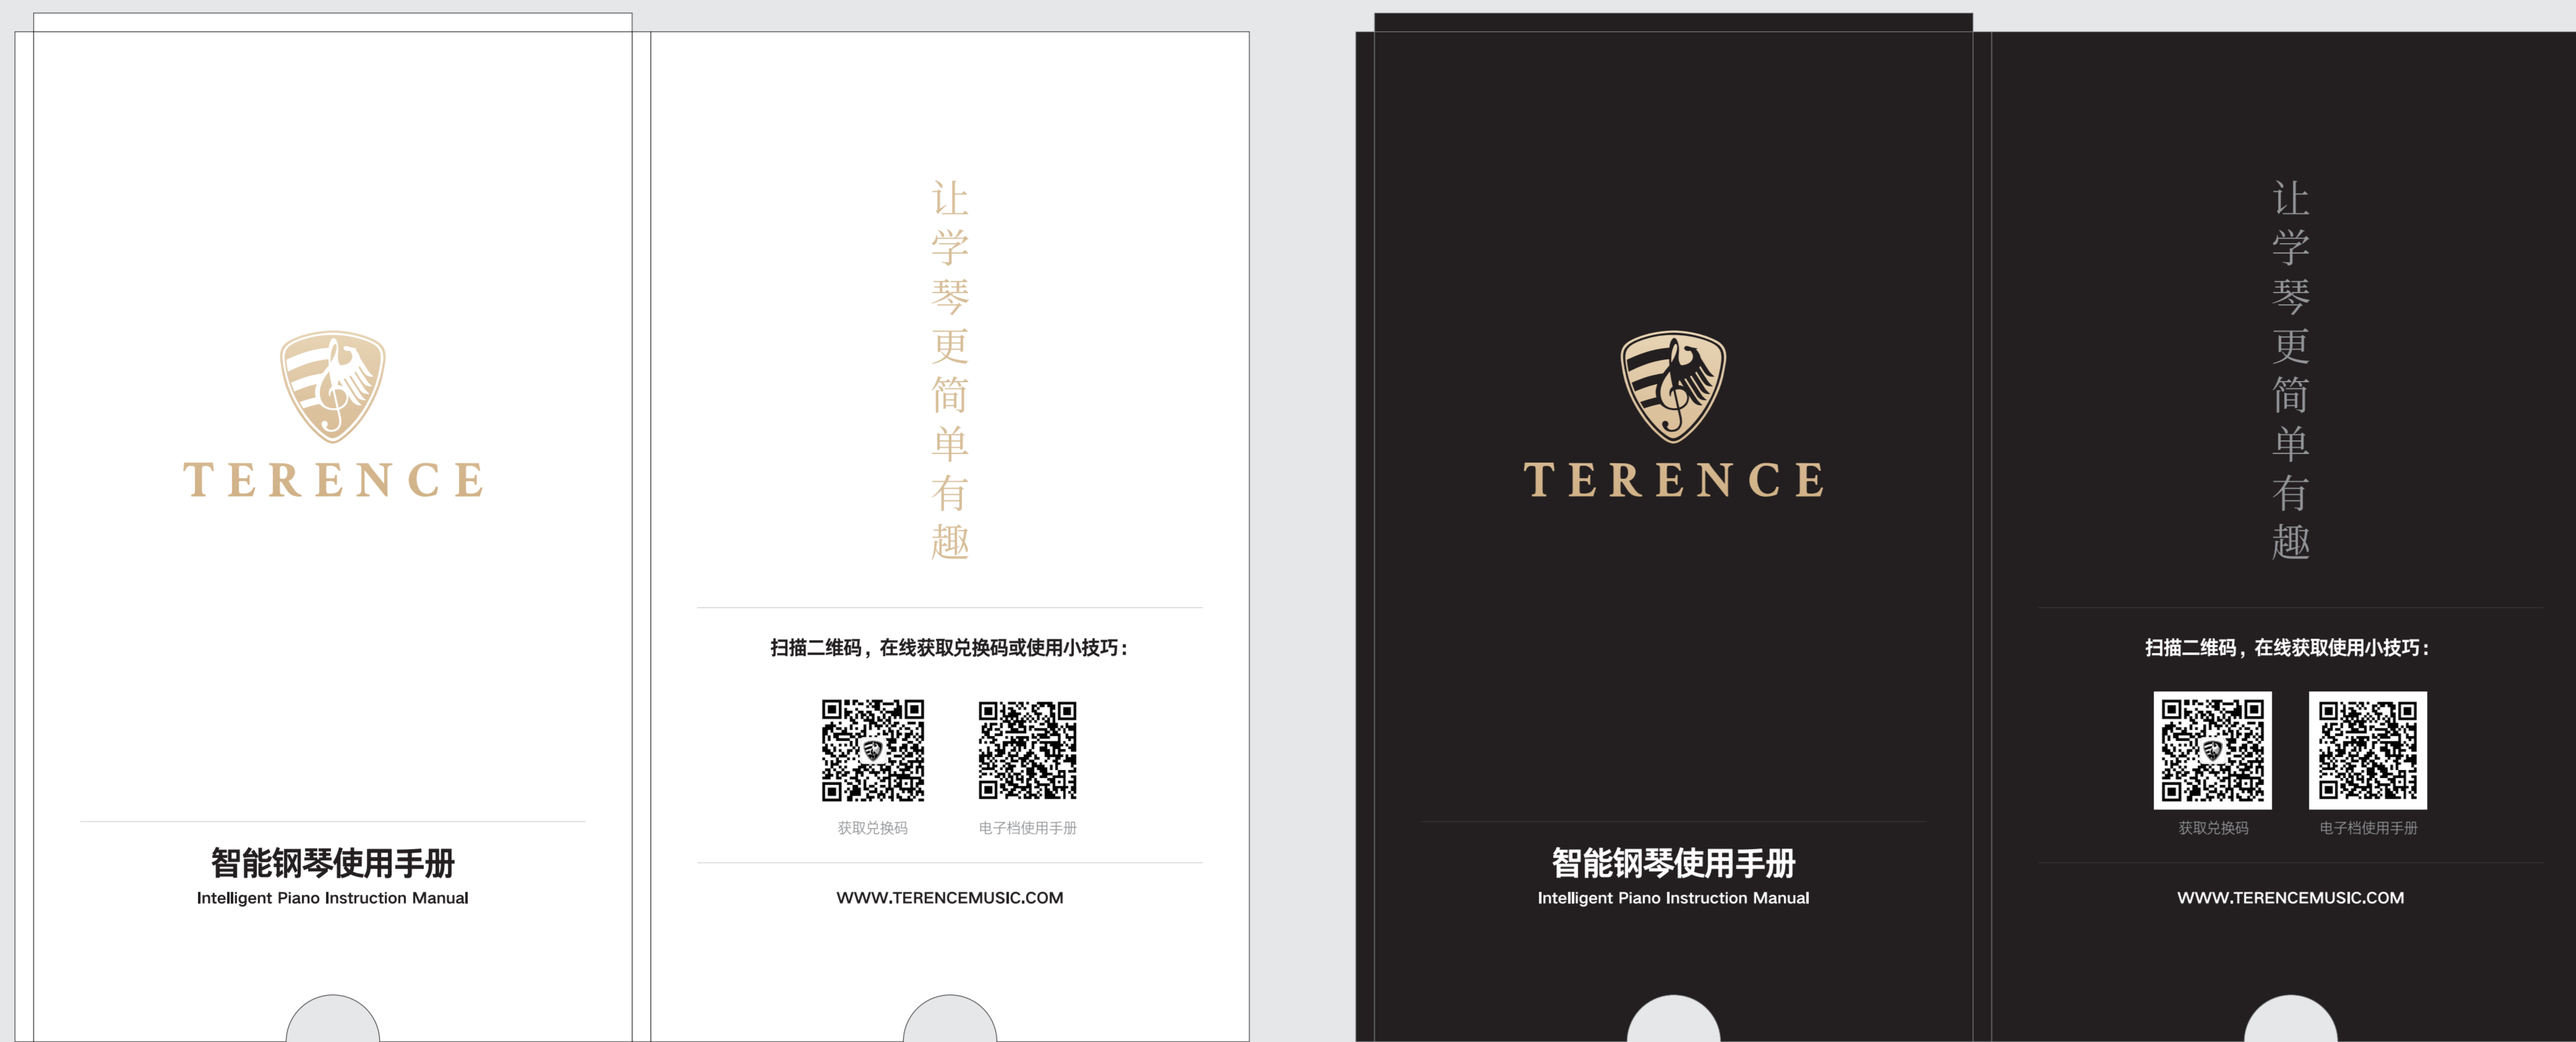 TERENCE
智能钢琴使用手册
Intelligent Piano Instruction Manual
让学琴更简单有趣
扫描二维码，在线获取兑换码或使用小技巧：
获取兑换码
电子档使用手册
WWW.TERENCEMUSIC.COM
TERENCE
智能钢琴使用手册
Intelligent Piano Instruction Manual
让学琴更简单有趣
扫描二维码，在线获取使用小技巧：
获取兑换码
电子档使用手册
WWW.TERENCEMUSIC.COM